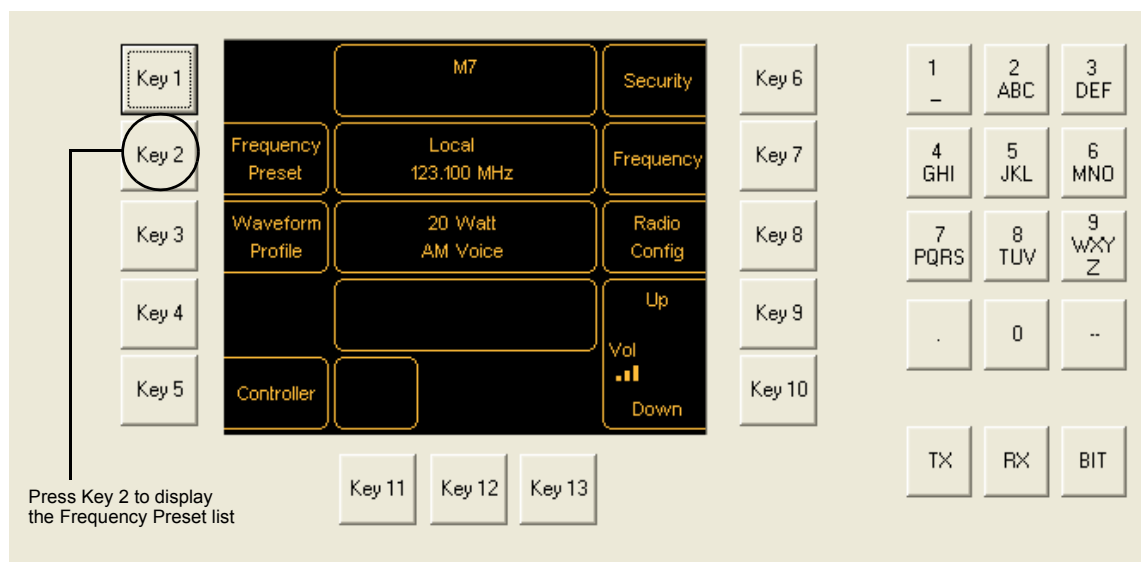 Key 1
M7
Security
Key 6
1
_
2
ABC
3
DEF
Key 2
Frequency
Preset
Local
123.100 MHz
Frequency
Key 7
4
GHI
5
JKL
6
MNO
Key 3
Waveform
Profile
20 Watt
AM Voice
Radio
Config
Key 8
7
PQRS
8
TUV
9
WXY
Z
Key 4
Up
Key 9
Vol
.
0
--
Key 5
Controller
Down
Key 10
Key 11
Key 12
Key 13
TX
RX
BIT
Press Key 2 to display
the Frequency Preset list